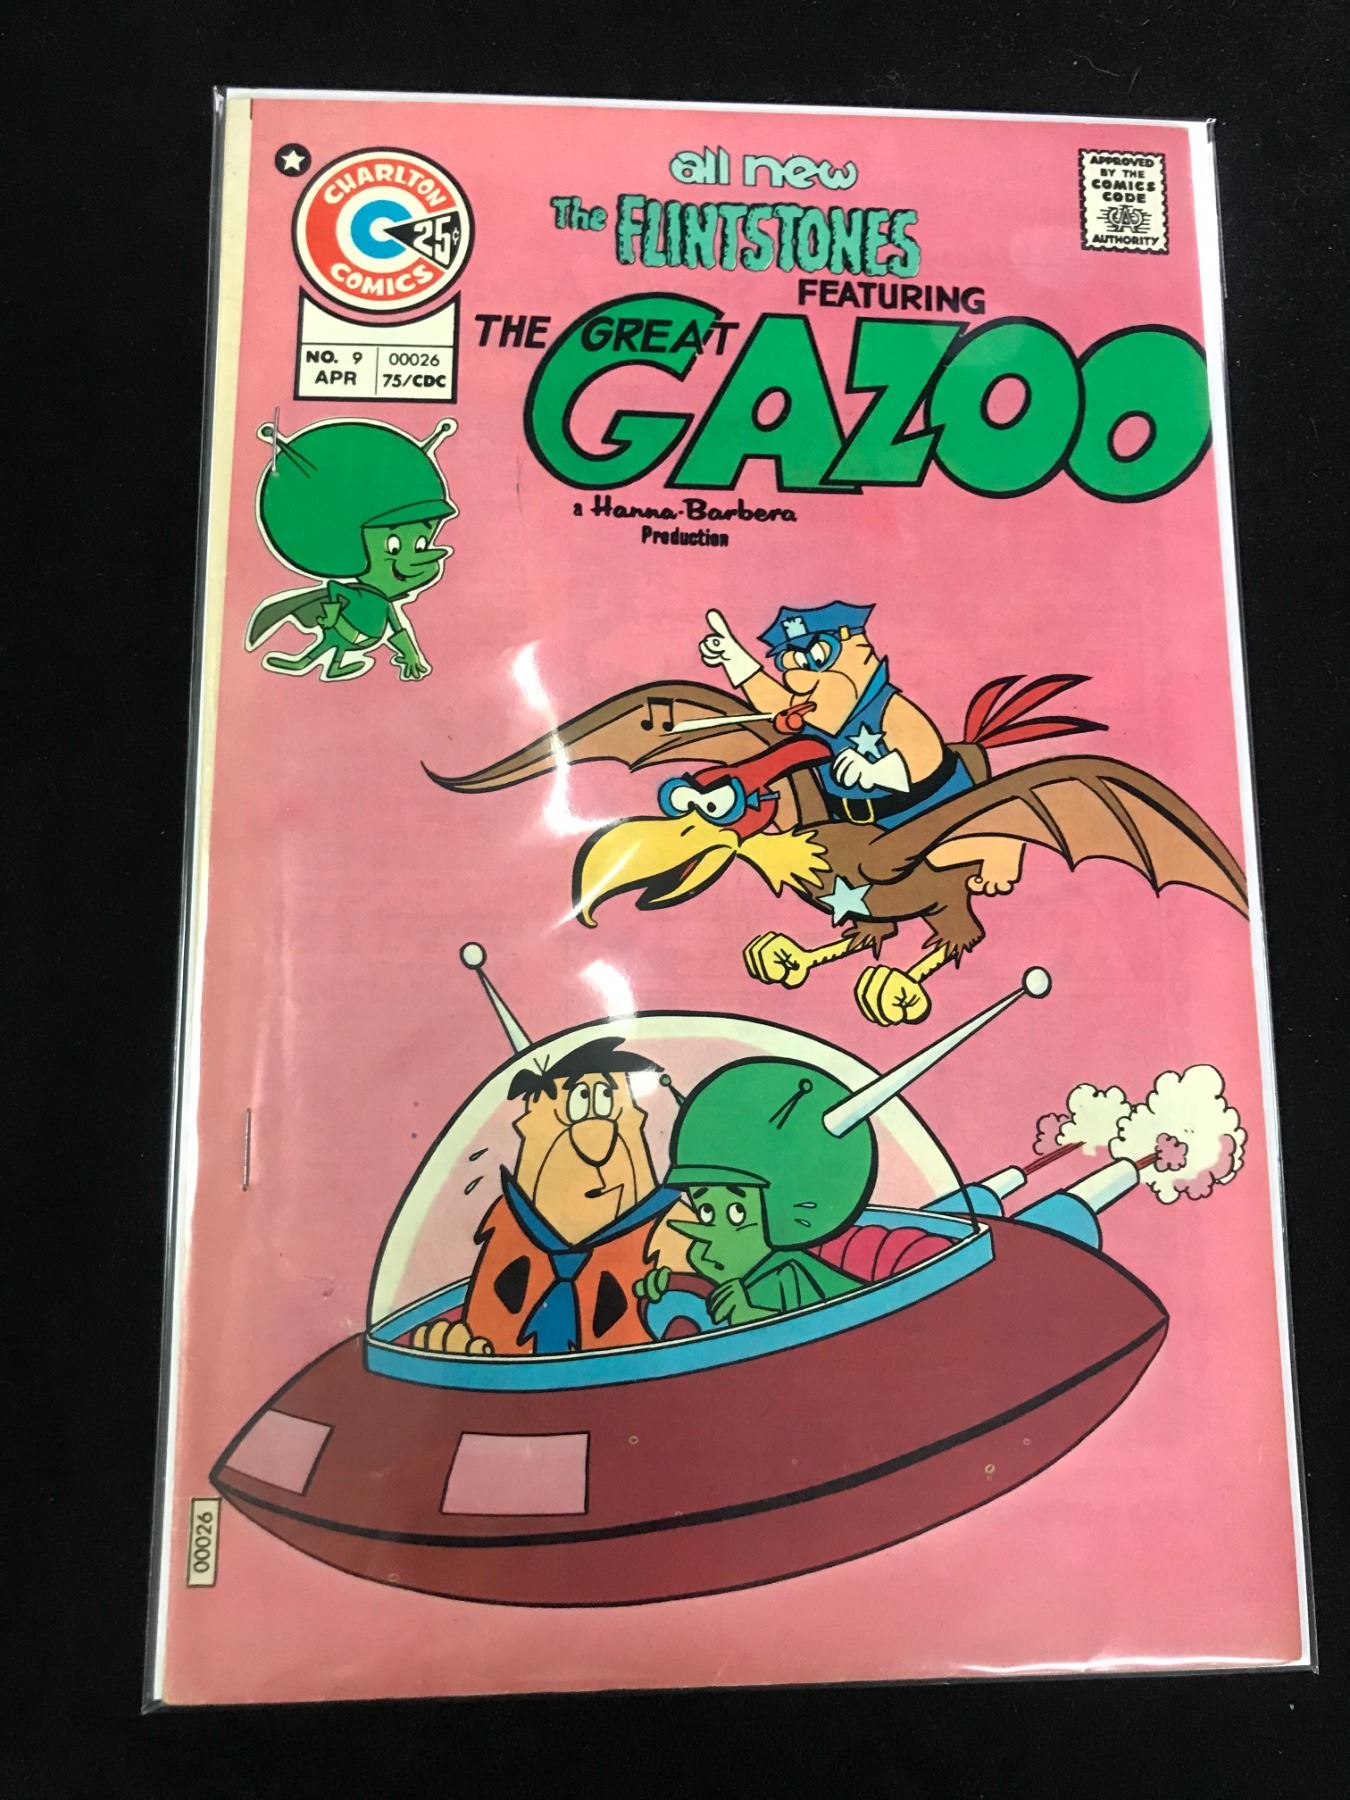 CHARLTON
COMICS
25¢
NO. 9 00026
APR 75/CDC
all new
The FLINTSTONES
FEATURING
THE GREAT
GAZOO
a Hanna-Barbera
Production
APPROVED
BY THE
COMICS
CODE
CA
AUTHORITY
00026